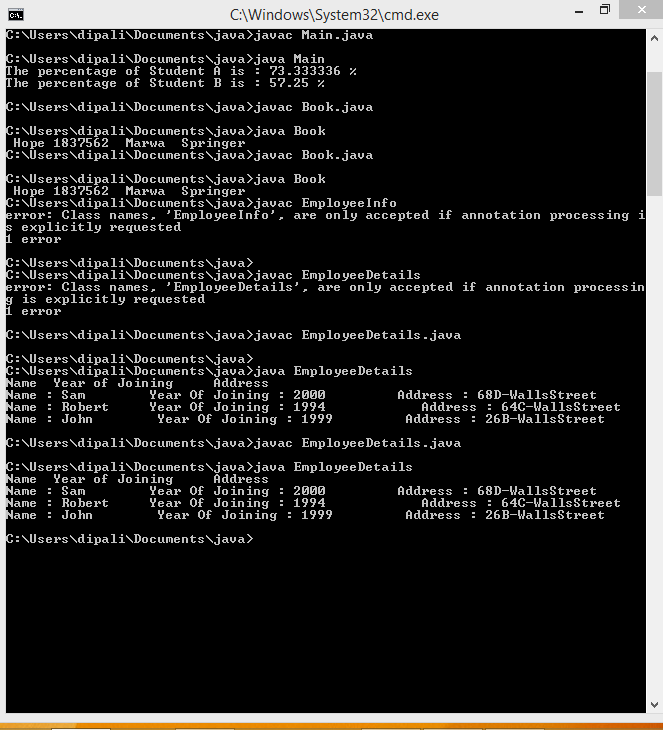 C:\Windows\System32\cmd.exe
C:\Users\dipali\Documents\java>javac Main.java
C:\Users\dipali\Documents\java>java Main
The percentage of Student A is : 73.333336 %
The percentage of Student B is : 57.25 %
C:\Users\dipali\Documents\java>javac Book.java
C:\Users\dipali\Documents\java>java Book
Hope 1837562  Marwa  Springer
C:\Users\dipali\Documents\java>javac Book.java
C:\Users\dipali\Documents\java>java Book
Hope 1837562  Marwa  Springer
C:\Users\dipali\Documents\java>javac EmployeeInfo
error: Class names, 'EmployeeInfo', are only accepted if annotation processing i
s explicitly requested
1 error
C:\Users\dipali\Documents\java>
C:\Users\dipali\Documents\java>javac EmployeeDetails
error: Class names, 'EmployeeDetails', are only accepted if annotation processin
g is explicitly requested
1 error
C:\Users\dipali\Documents\java>javac EmployeeDetails.java
C:\Users\dipali\Documents\java>
C:\Users\dipali\Documents\java>java EmployeeDetails
Name  Year of Joining     Address
Name : Sam        Year Of Joining : 2000         Address : 68D-WallsStreet
Name : Robert     Year Of Joining : 1994            Address : 64C-WallsStreet
Name : John        Year Of Joining : 1999         Address : 26B-WallsStreet
C:\Users\dipali\Documents\java>javac EmployeeDetails.java
C:\Users\dipali\Documents\java>java EmployeeDetails
Name  Year of Joining     Address
Name : Sam        Year Of Joining : 2000         Address : 68D-WallsStreet
Name : Robert     Year Of Joining : 1994            Address : 64C-WallsStreet
Name : John        Year Of Joining : 1999         Address : 26B-WallsStreet
C:\Users\dipali\Documents\java>